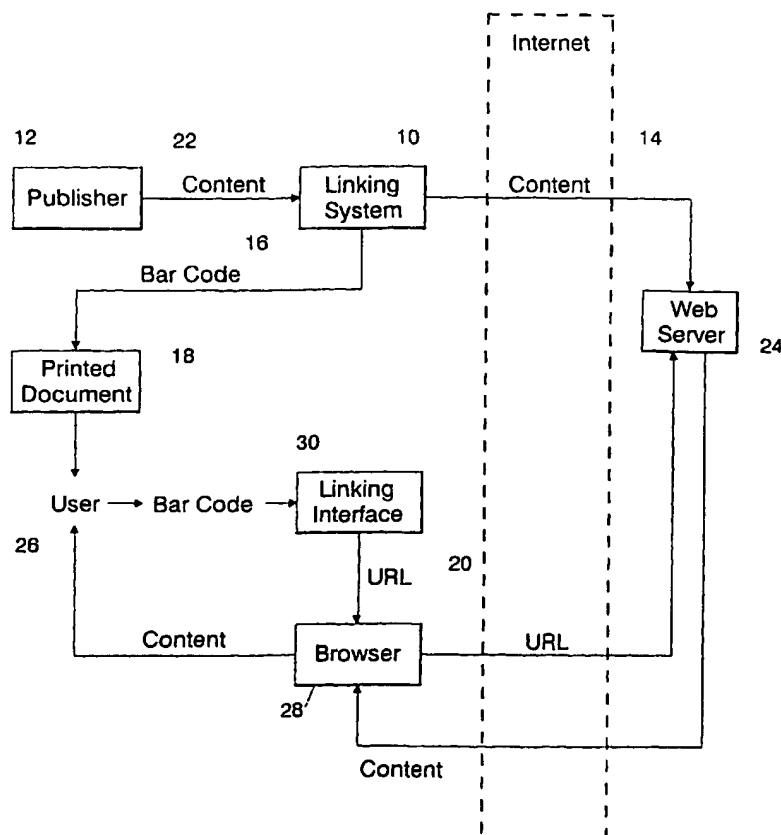 Internet
12
22
10
14
Publisher
Content
Linking
System
Content
16
Bar Code
Web
Server
24
18
Printed
Document
30
User
Bar Code
Linking
Interface
26
20
URL
Content
Browser
URL
28
Content